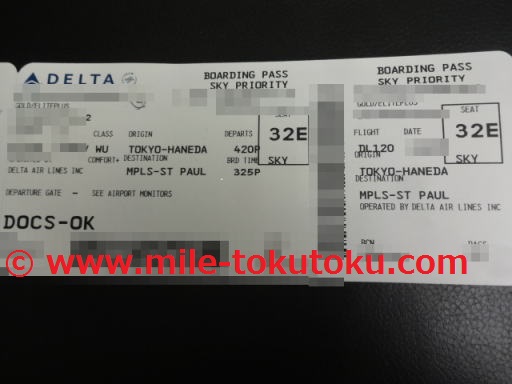 DELTA
BOARDING PASS
SKY PRIORITY
GOLD/ELITEPLUS
2
CLASS ORIGIN DEPARTS
WU TOKYO-HANEDA 420P
COMFORT+ DESTINATION BRD TIME
DELTA AIR LINES INC MPLS-ST PAUL 325P
SEAT
32E
SKY
DEPARTURE GATE - SEE AIRPORT MONITORS
DOCS-OK
BOARDING PASS
SKY PRIORITY
GOLD/ELITEPLUS
SEAT
32E
SKY
FLIGHT DATE
DL120
ORIGIN
TOKYO-HANEDA
DESTINATION
MPLS-ST PAUL
OPERATED BY DELTA AIR LINES INC
© www.mile-tokutoku.com